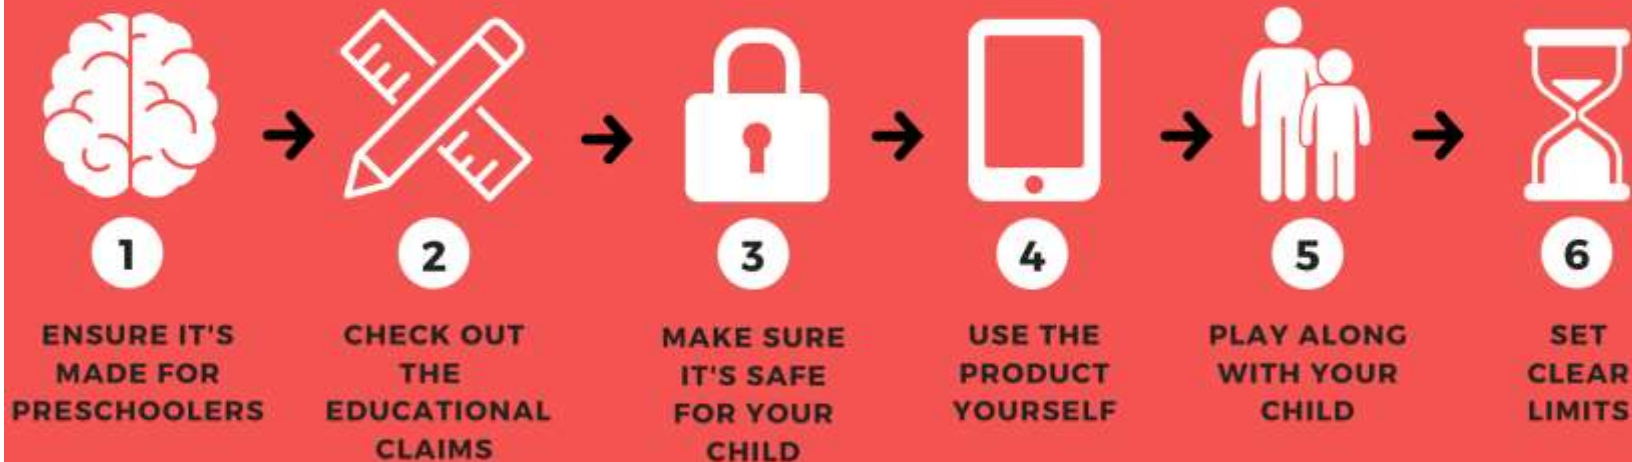 1
ENSURE IT'S
MADE FOR
PRESCHOOLERS
2
CHECK OUT
THE
EDUCATIONAL
CLAIMS
3
MAKE SURE
IT'S SAFE
FOR YOUR
CHILD
4
USE THE
PRODUCT
YOURSELF
5
PLAY ALONG
WITH YOUR
CHILD
6
SET
CLEAR
LIMITS